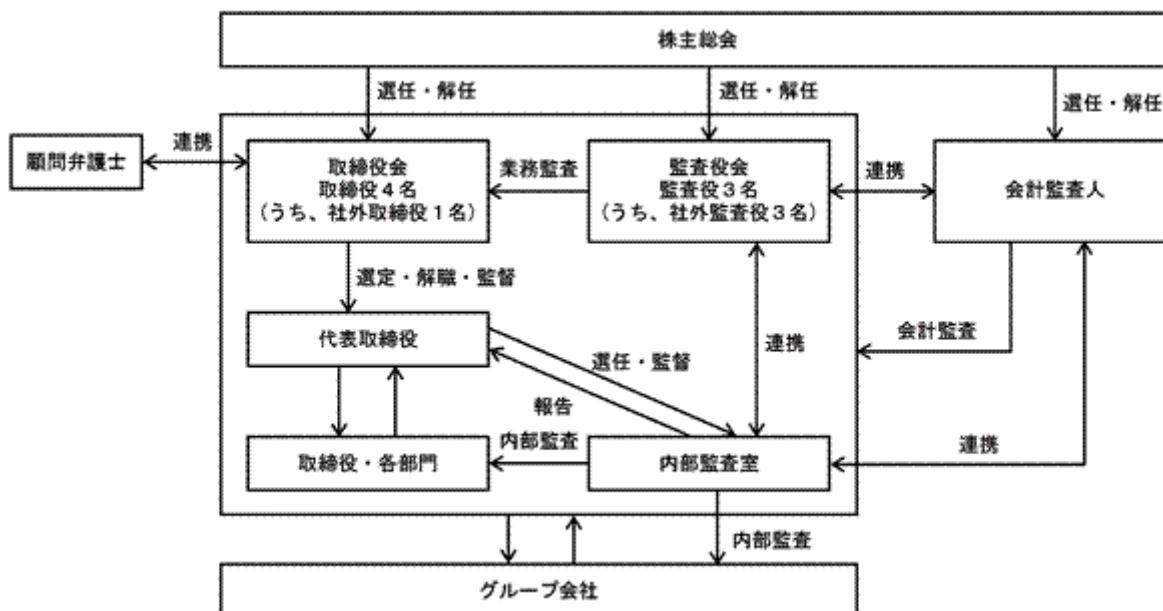 株主総会
選任・解任
選任・解任
選任・解任
顧問弁護士
連携
取締役会
取締役4名
(うち、社外取締役1名)
業務監査
監査役会
監査役3名
(うち、社外監査役3名)
連携
会計監査人
選定・解職・監督
代表取締役
選任・監督
連携
会計監査
報告
内部監査
取締役・各部門
内部監査室
連携
内部監査
グループ会社